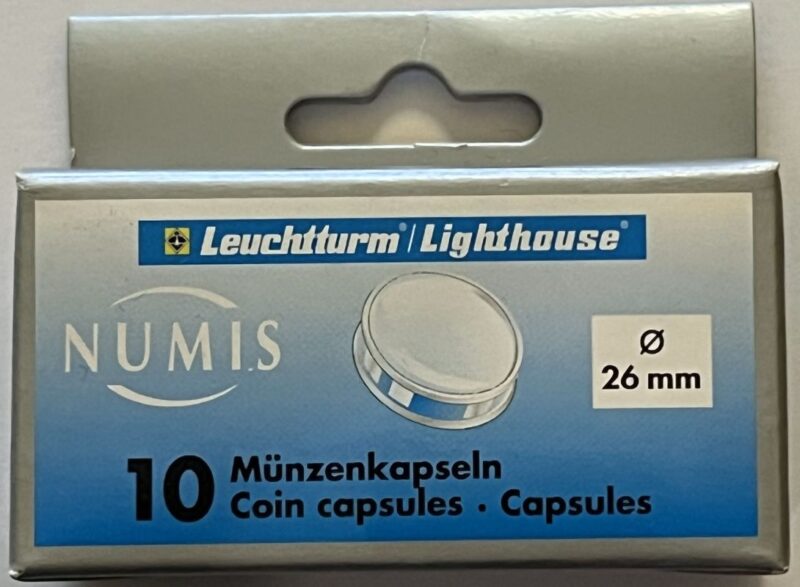 Leuchtturm®/Lighthouse®
NUMIS
Ø
26 mm
10 Münzenkapseln
Coin capsules · Capsules